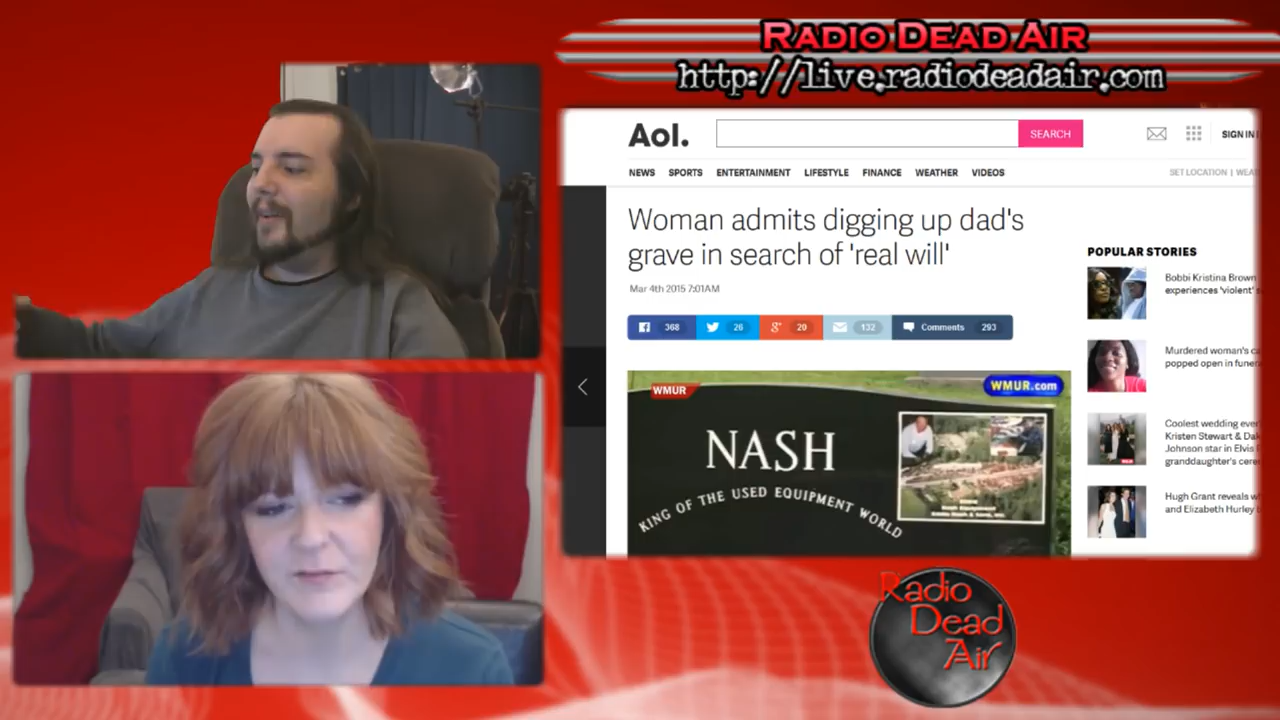 RADIO DEAD AIR
http://live.radiodeadair.com
Aol.
SEARCH
SIGN IN
NEWS SPORTS ENTERTAINMENT LIFESTYLE FINANCE WEATHER VIDEOS
SET LOCATION |
Woman admits digging up dad's
grave in search of 'real will'
Mar 4th 2015 7:01AM
368 26 20 132 Comments 293
WMUR
WMUR.com
NASH
KING OF THE USED EQUIPMENT WORLD
POPULAR STORIES
Bobbi Kristina Brown
experiences 'violent'
Murdered woman's
popped open in
Coolest wedding ever
Kristen Stewart &
Johnson star in Elvis
granddaughter's
Hugh Grant reveals
and Elizabeth Hurley
Radio
Dead
Air